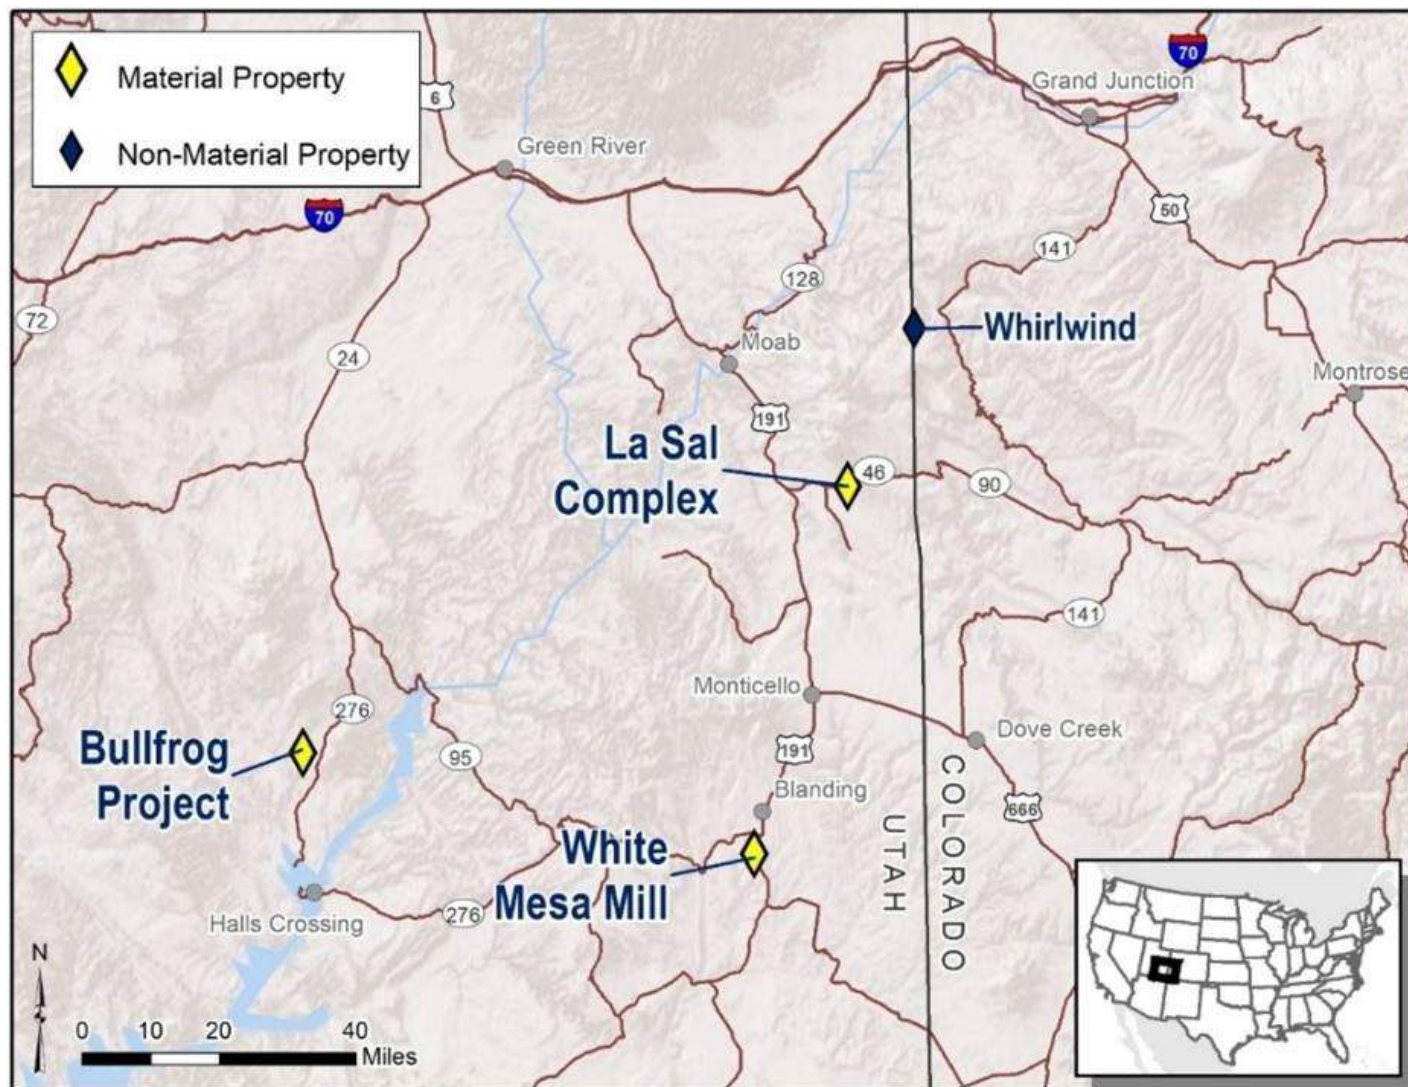 Material Property
Non-Material Property
6
70
Grand Junction
Green River
70
50
141
128
72
Whirlwind
24
Moab
Montrose
191
La Sal
Complex
46
90
141
Monticello
276
Dove Creek
Bullfrog
Project
95
191
COLORADO
Blanding
666
UTAH
White
Mesa Mill
Halls Crossing
276
N
0 10 20 40
Miles